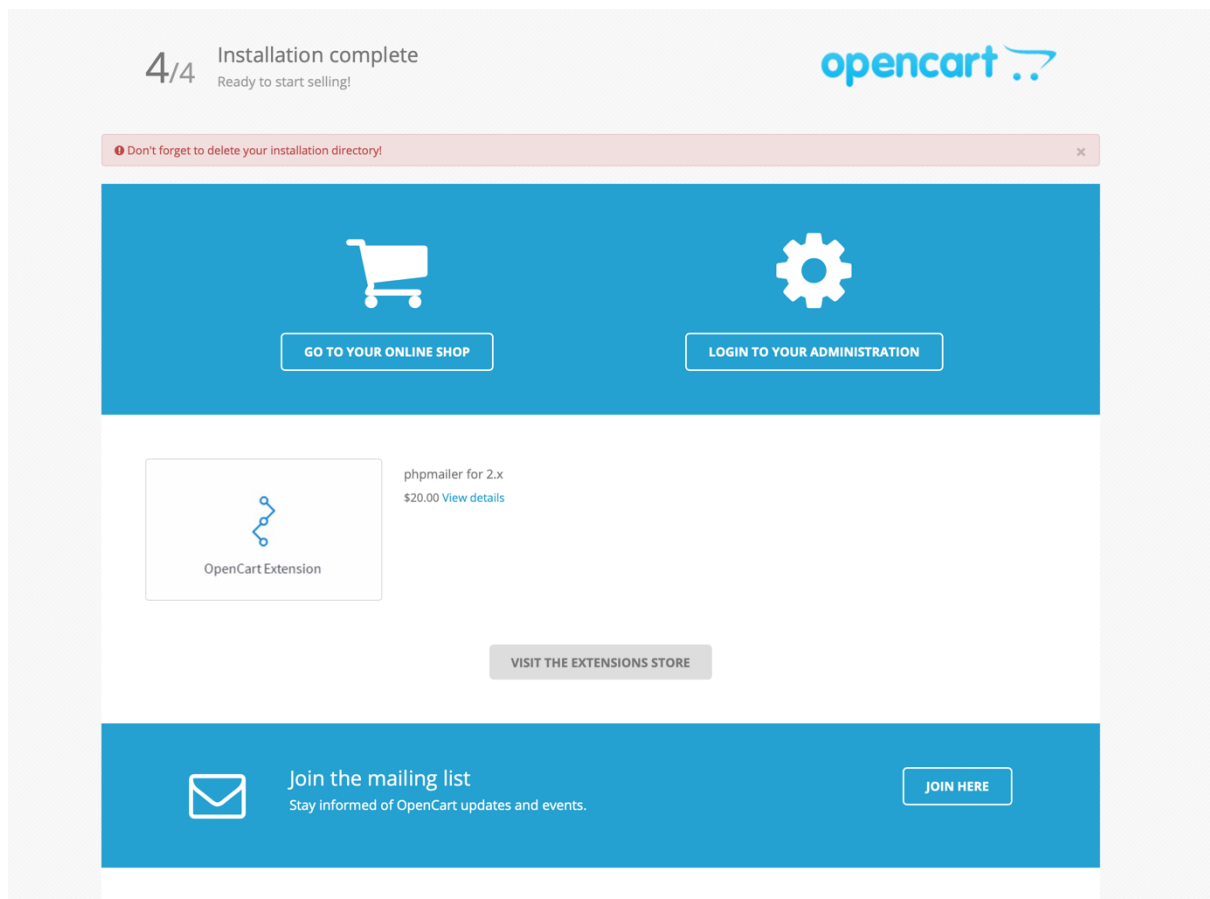 4/4
Installation complete
Ready to start selling!
opencart
Don't forget to delete your installation directory!
×
GO TO YOUR ONLINE SHOP
LOGIN TO YOUR ADMINISTRATION
phpmailer for 2.x
$20.00 View details
OpenCart Extension
VISIT THE EXTENSIONS STORE
Join the mailing list
Stay informed of OpenCart updates and events.
JOIN HERE